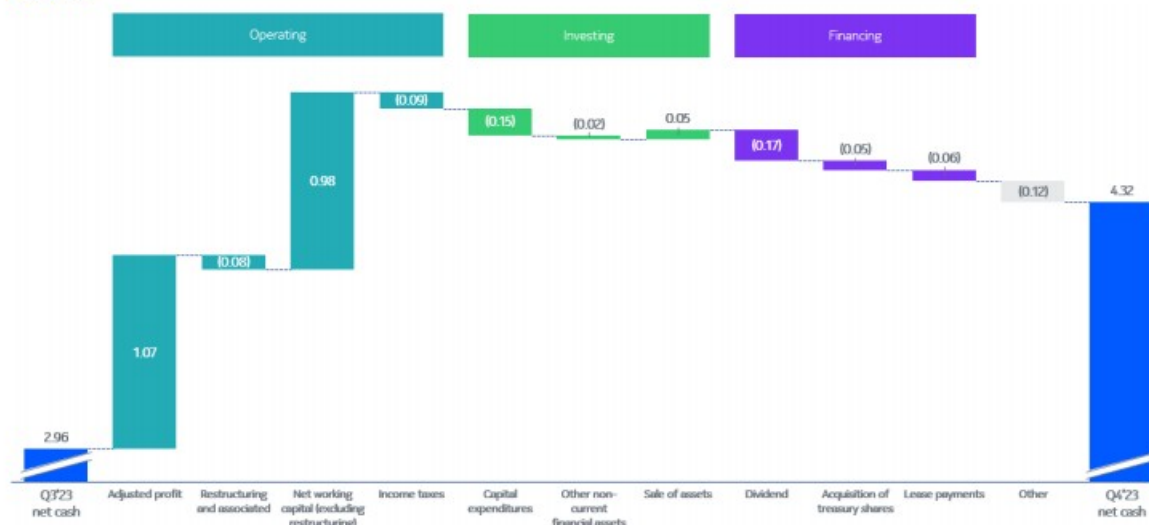 Operating
Investing
Financing
(0.09)
(0.15)
(0.02)
0.05
(0.17)
(0.05)
(0.06)
(0.12)
4.32
0.98
(0.08)
1.07
2.96
Q3'23
net cash
Adjusted profit
Restructuring
and associated
Net working
capital (excluding
restructuring)
Income taxes
Capital
expenditures
Other non-
current
financial assets
Sale of assets
Dividend
Acquisition of
treasury shares
Lease payments
Other
Q4'23
net cash